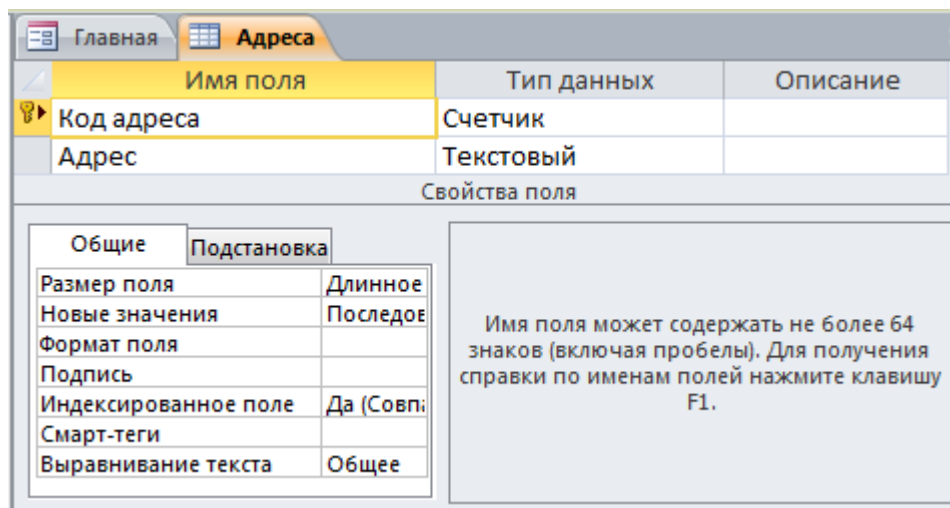 Главная Адреса
Имя поля Тип данных Описание
Код адреса Счетчик
Адрес Текстовый
Свойства поля
Общие Подстановка
Размер поля Длинное
Новые значения Последов
Формат поля
Подпись
Индексированное поле Да (Совпа
Смарт-теги
Выравнивание текста Общее
Имя поля может содержать не более 64
знаков (включая пробелы). Для получения
справки по именам полей нажмите клавишу
F1.